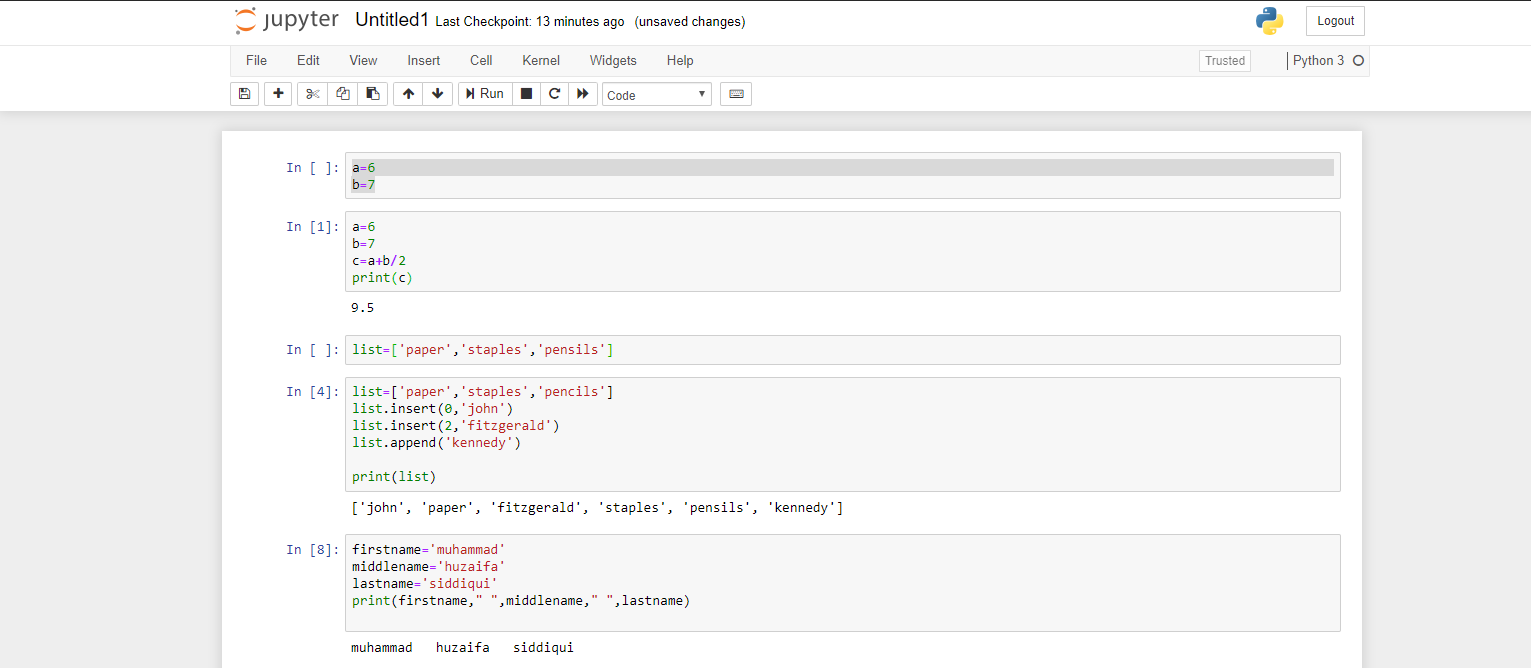 jupyter Untitled1 Last Checkpoint: 13 minutes ago (unsaved changes) Logout
File Edit View Insert Cell Kernel Widgets Help Trusted Python 3
Run Code
In [ ]: a=6
b=7
In [1]: a=6
b=7
c=a+b/2
print(c)
9.5
In [ ]: list=['paper','staples','pensils']
In [4]: list=['paper','staples','pencils']
list.insert(0,'john')
list.insert(2,'fitzgerald')
list.append('kennedy')
print(list)
['john', 'paper', 'fitzgerald', 'staples', 'pensils', 'kennedy']
In [8]: firstname='muhammad'
middlename='huzaifa'
lastname='siddiqui'
print(firstname," ",middlename," ",lastname)
muhammad   huzaifa   siddiqui